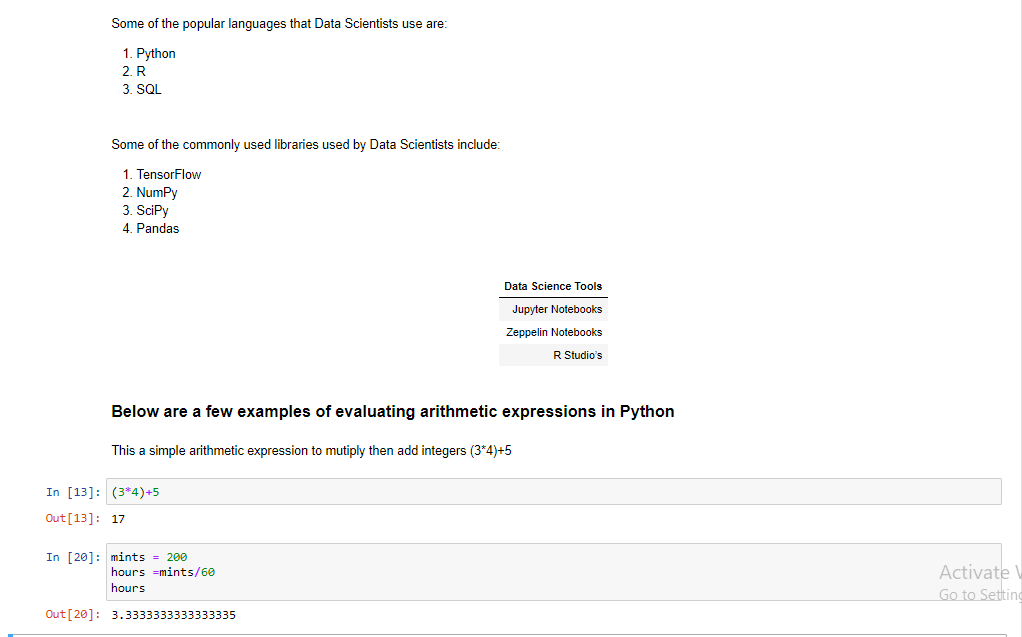 Some of the popular languages that Data Scientists use are:
1. Python
2. R
3. SQL
Some of the commonly used libraries used by Data Scientists include:
1. TensorFlow
2. NumPy
3. SciPy
4. Pandas
Data Science Tools
Jupyter Notebooks
Zeppelin Notebooks
R Studio's
Below are a few examples of evaluating arithmetic expressions in Python
This a simple arithmetic expression to mutiply then add integers (3*4)+5
In [13]: (3*4)+5
Out[13]: 17
In [20]: mints = 200
hours =mints/60
hours
Out[20]: 3.3333333333333335
Activate
Go to Setting